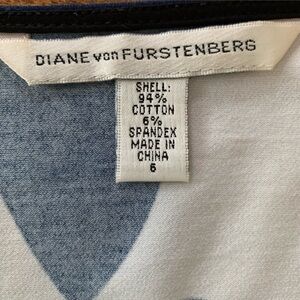 DIANE von FURSTENBERG
SHELL:
94%
COTTON
6%
SPANDEX
MADE IN
CHINA
6